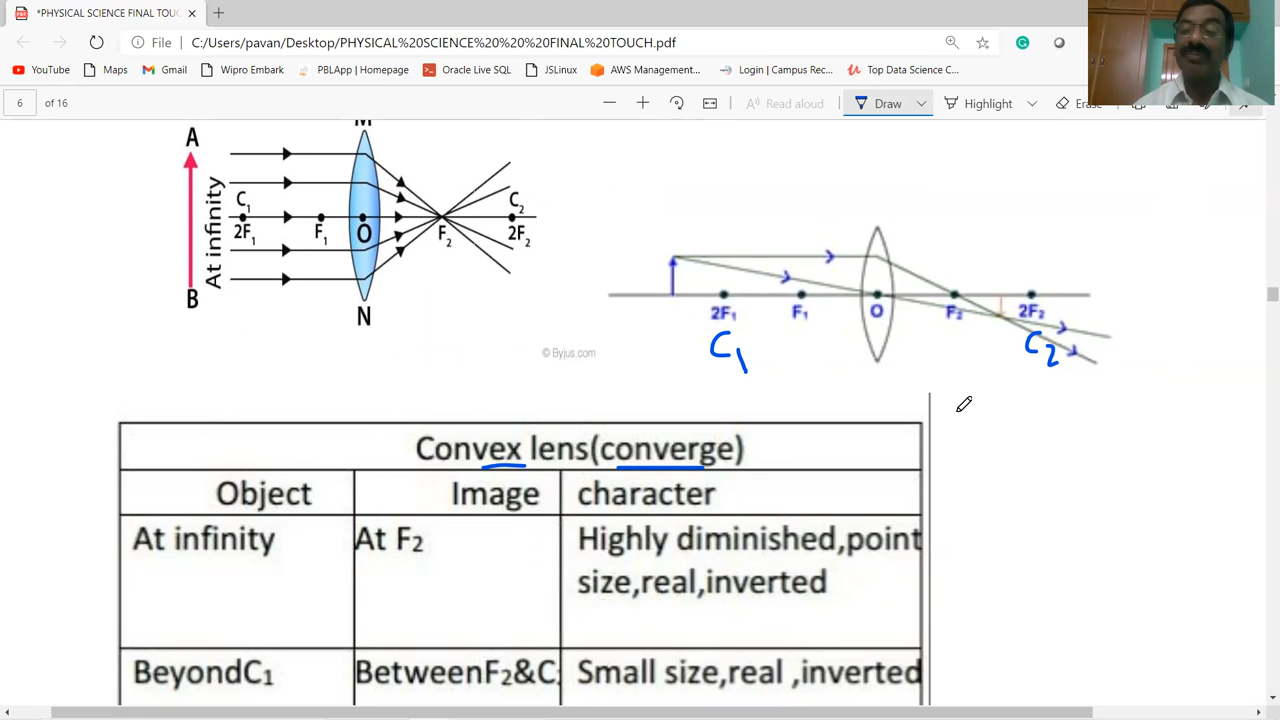 *PHYSICAL SCIENCE FINAL TOUC
File C:/Users/pavan/Desktop/PHYSICAL%20SCIENCE%20%20%20FINAL%20TOUCH.pdf
YouTube Maps Gmail Wipro Embark PBLApp | Homepage Oracle Live SQL JSLinux AWS Management... Login | Campus Rec... Top Data Science C...
6 of 16 Read aloud Draw Highlight
A
B
At infinity
M
C1 C2
2F1 F1 O F2 2F2
N
2F1 F1 O F2 2F2
C1 C2
© Byjus.com
Convex lens(converge)
Object Image character
At infinity At F2 Highly diminished,point
size,real,inverted
BeyondC1 BetweenF2&C Small size,real ,inverted